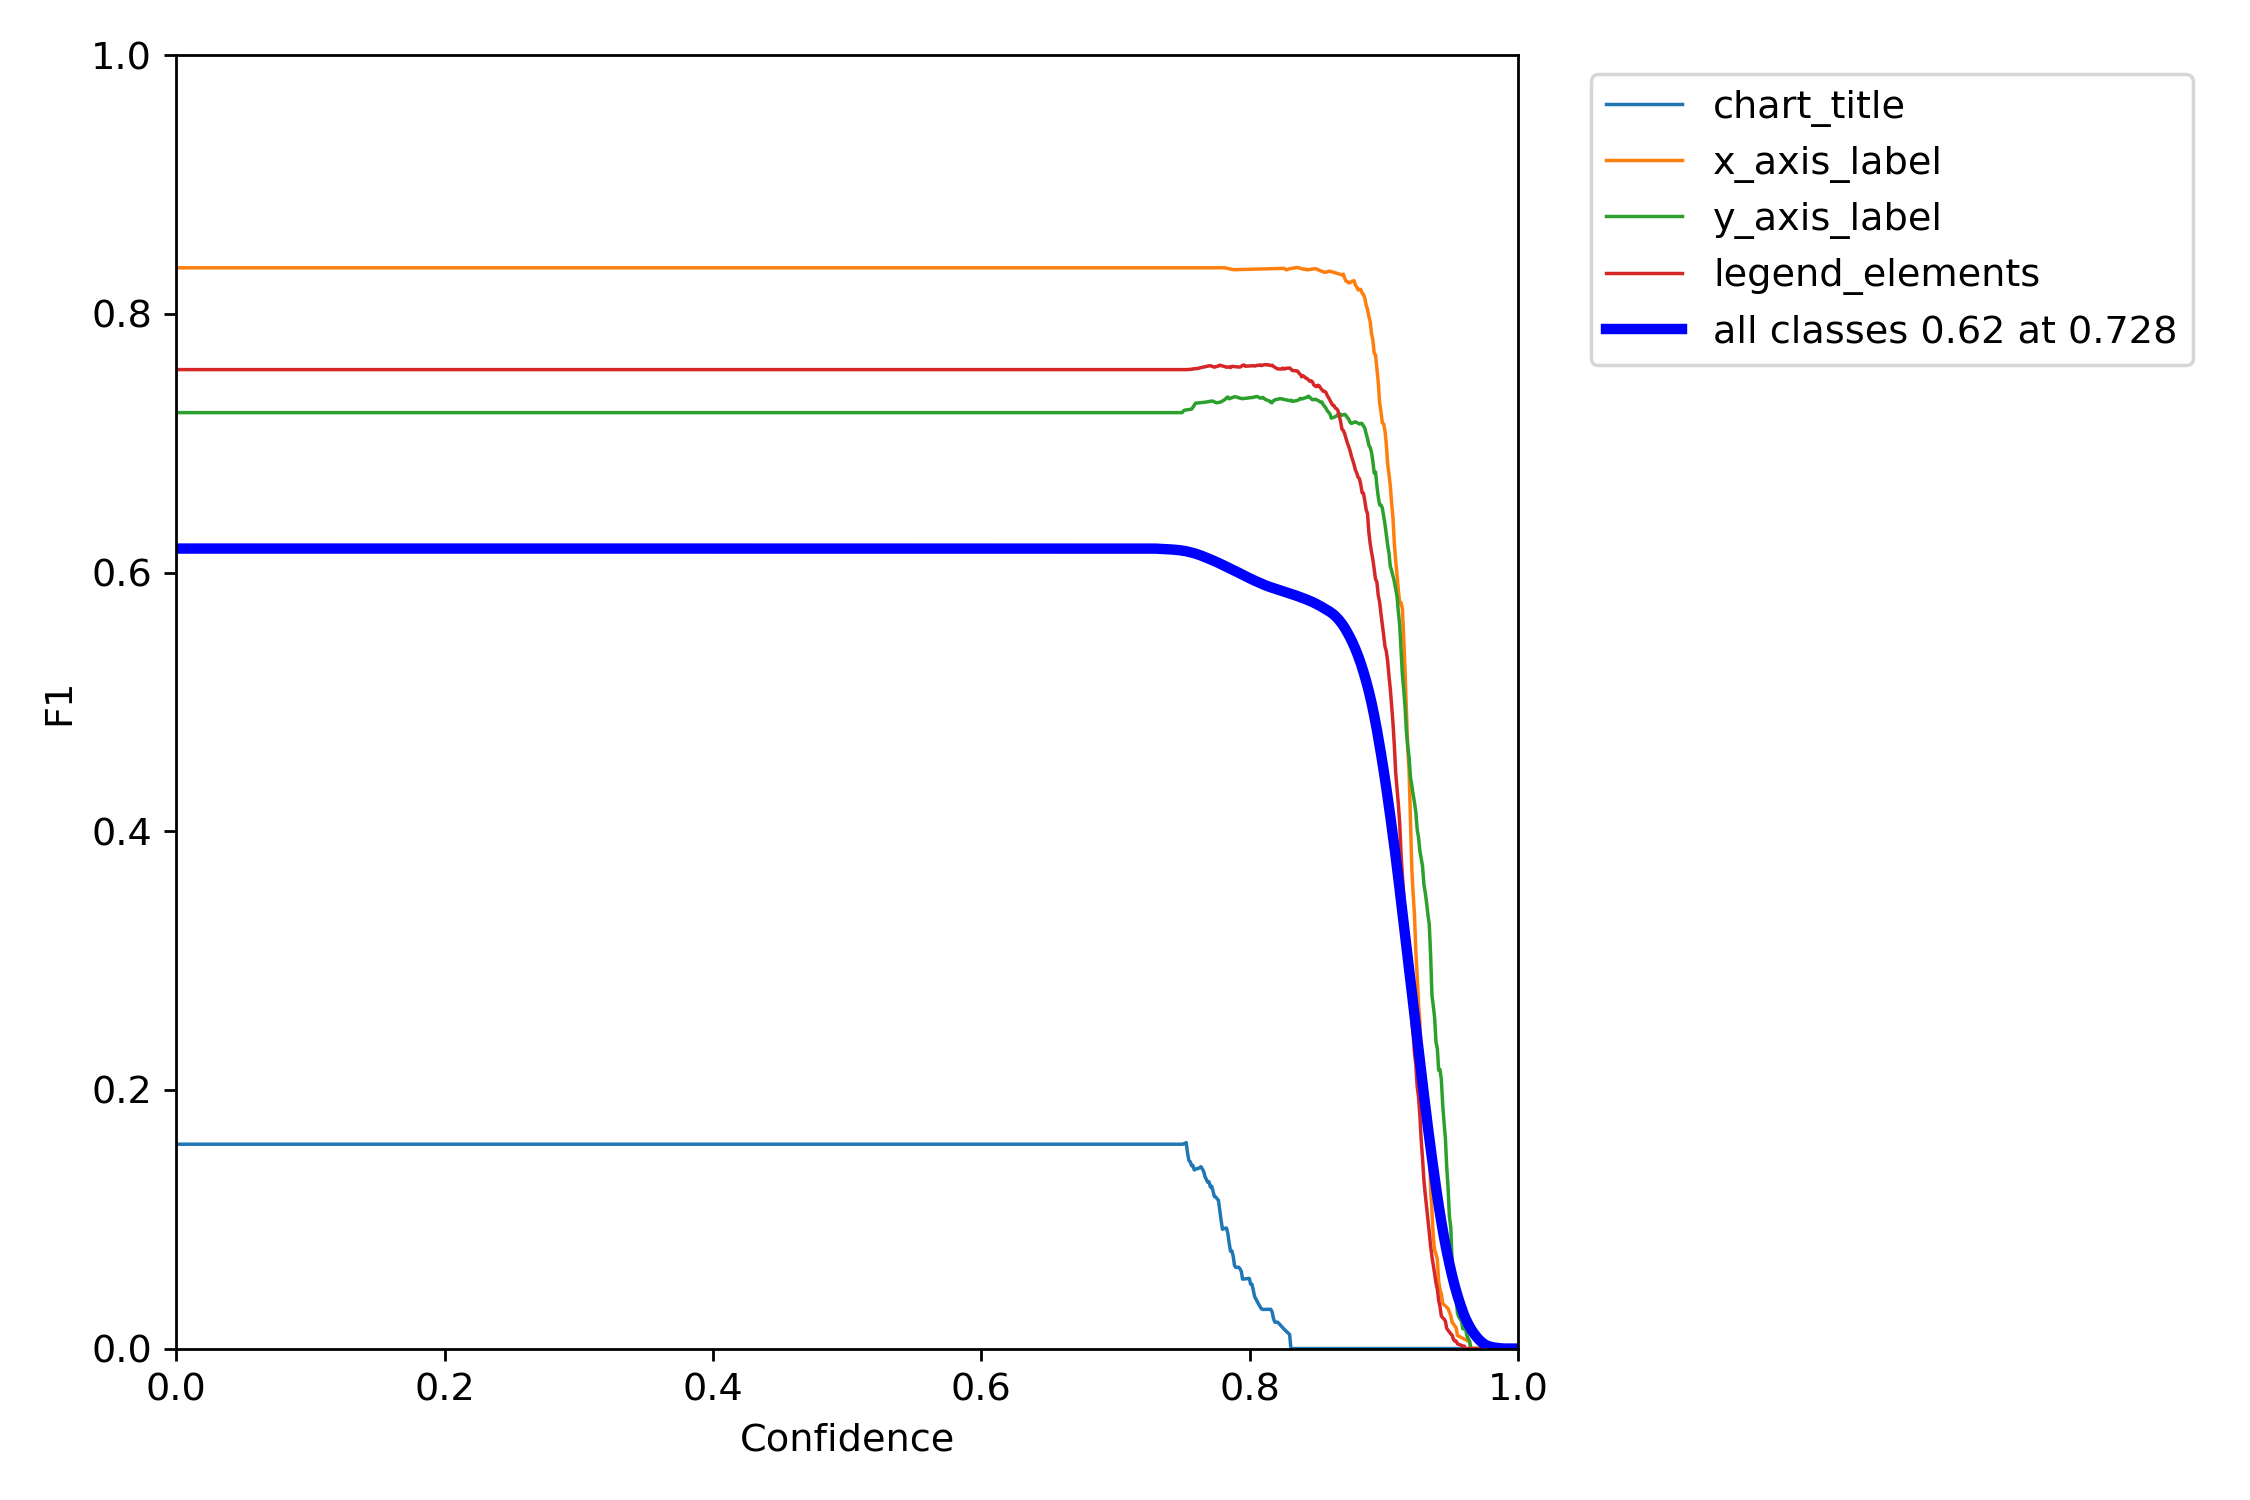 1.0
0.8
0.6
0.4
0.2
0.0
F1
0.0 0.2 0.4 0.6 0.8 1.0
Confidence
chart_title
x_axis_label
y_axis_label
legend_elements
all classes 0.62 at 0.728